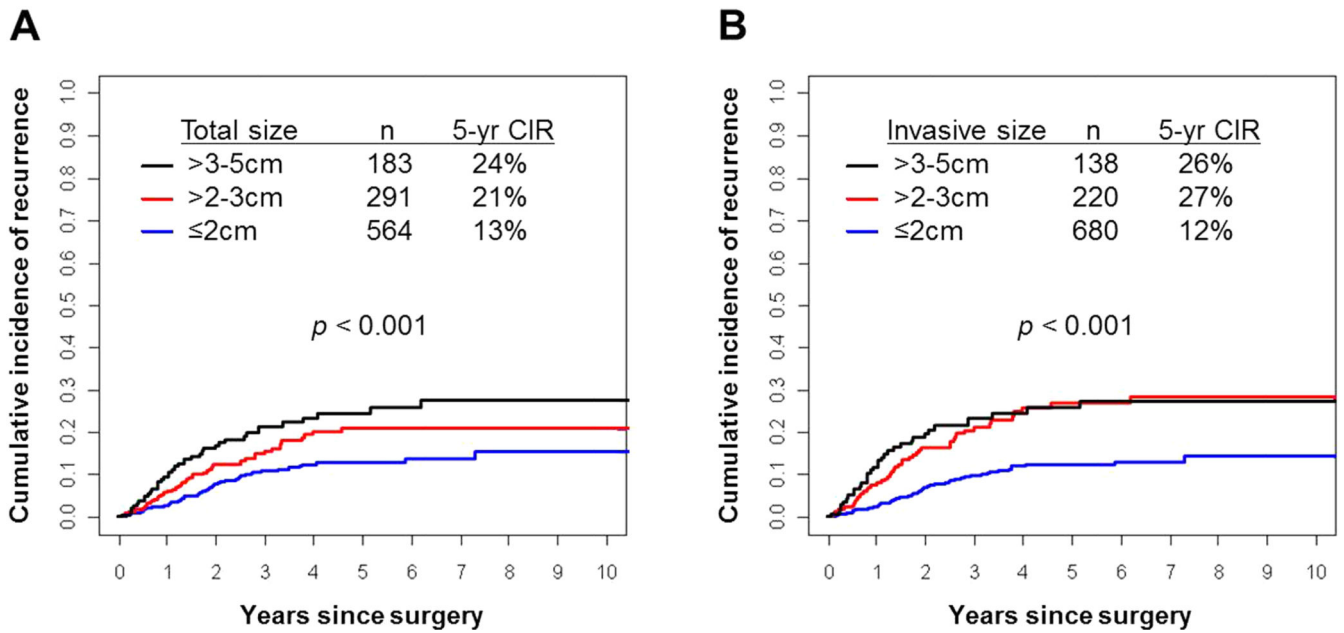 A
Cumulative incidence of recurrence
1.0
0.9
0.8
0.7
0.6
0.5
0.4
0.3
0.2
0.1
0.0
Total size n 5-yr CIR
>3-5cm 183 24%
>2-3cm 291 21%
≤2cm 564 13%
p < 0.001
0 1 2 3 4 5 6 7 8 9 10
Years since surgery
B
Cumulative incidence of recurrence
1.0
0.9
0.8
0.7
0.6
0.5
0.4
0.3
0.2
0.1
0.0
Invasive size n 5-yr CIR
>3-5cm 138 26%
>2-3cm 220 27%
≤2cm 680 12%
p < 0.001
0 1 2 3 4 5 6 7 8 9 10
Years since surgery